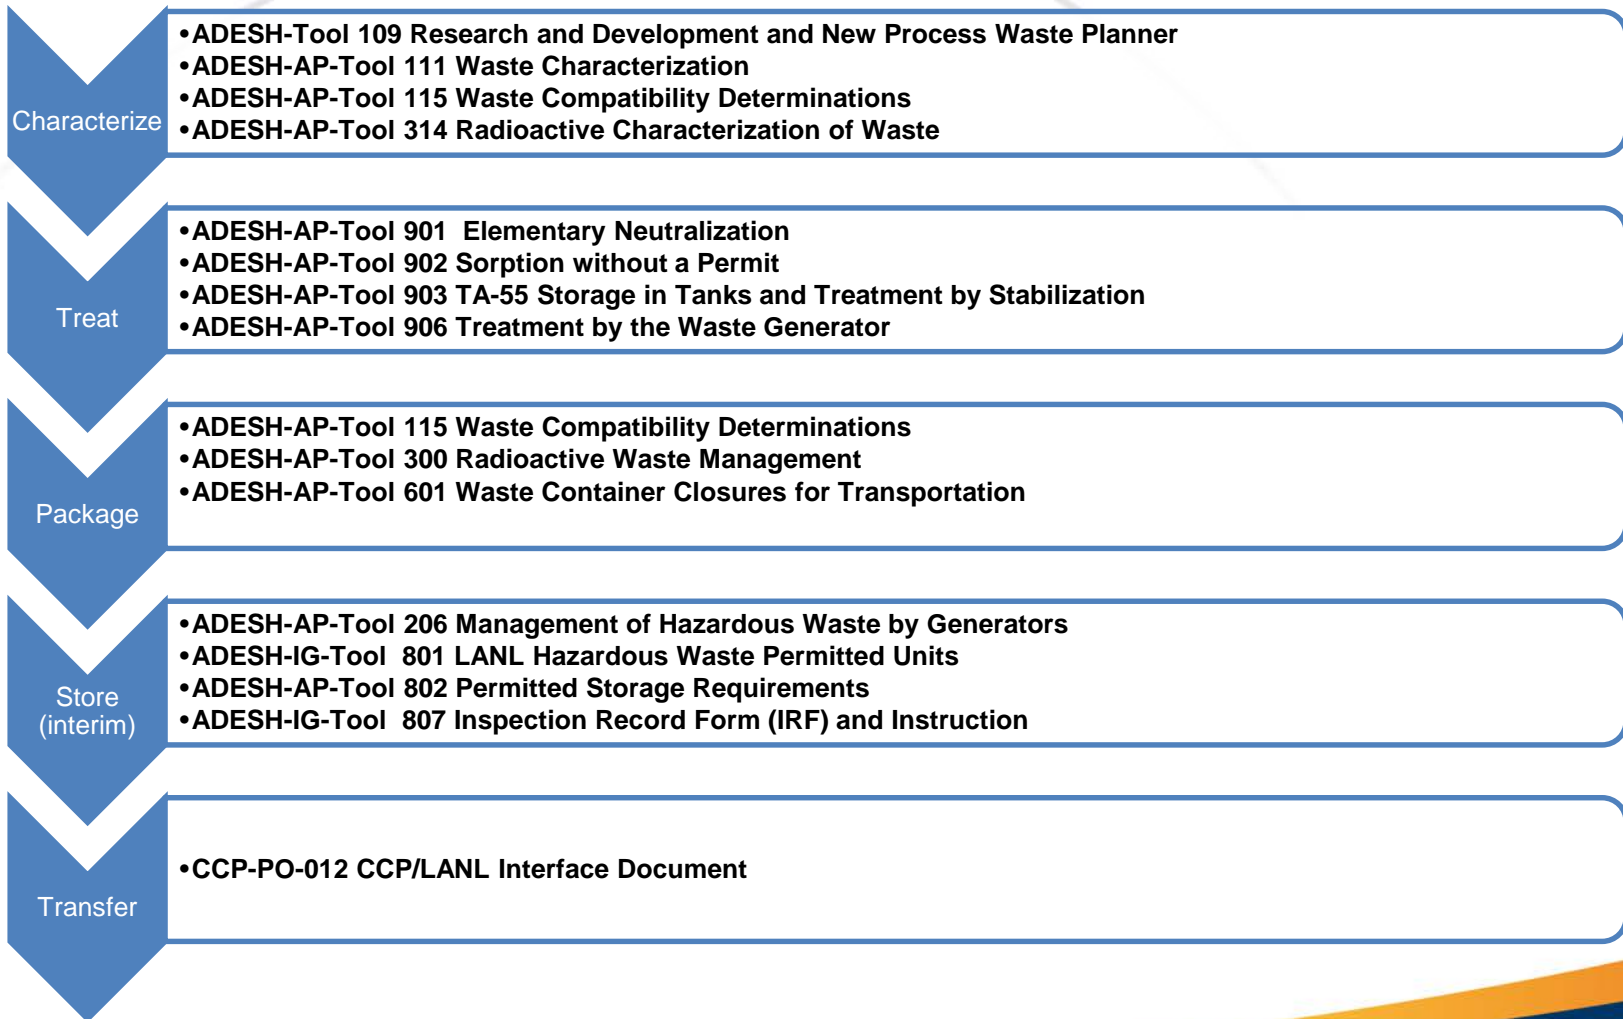 Characterize
•ADESH-Tool 109 Research and Development and New Process Waste Planner
•ADESH-AP-Tool 111 Waste Characterization
•ADESH-AP-Tool 115 Waste Compatibility Determinations
•ADESH-AP-Tool 314 Radioactive Characterization of Waste
Treat
•ADESH-AP-Tool 901  Elementary Neutralization
•ADESH-AP-Tool 902 Sorption without a Permit
•ADESH-AP-Tool 903 TA-55 Storage in Tanks and Treatment by Stabilization
•ADESH-AP-Tool 906 Treatment by the Waste Generator
Package
•ADESH-AP-Tool 115 Waste Compatibility Determinations
•ADESH-AP-Tool 300 Radioactive Waste Management
•ADESH-AP-Tool 601 Waste Container Closures for Transportation
Store
(interim)
•ADESH-AP-Tool 206 Management of Hazardous Waste by Generators
•ADESH-IG-Tool  801 LANL Hazardous Waste Permitted Units
•ADESH-AP-Tool 802 Permitted Storage Requirements
•ADESH-IG-Tool  807 Inspection Record Form (IRF) and Instruction
Transfer
•CCP-PO-012 CCP/LANL Interface Document